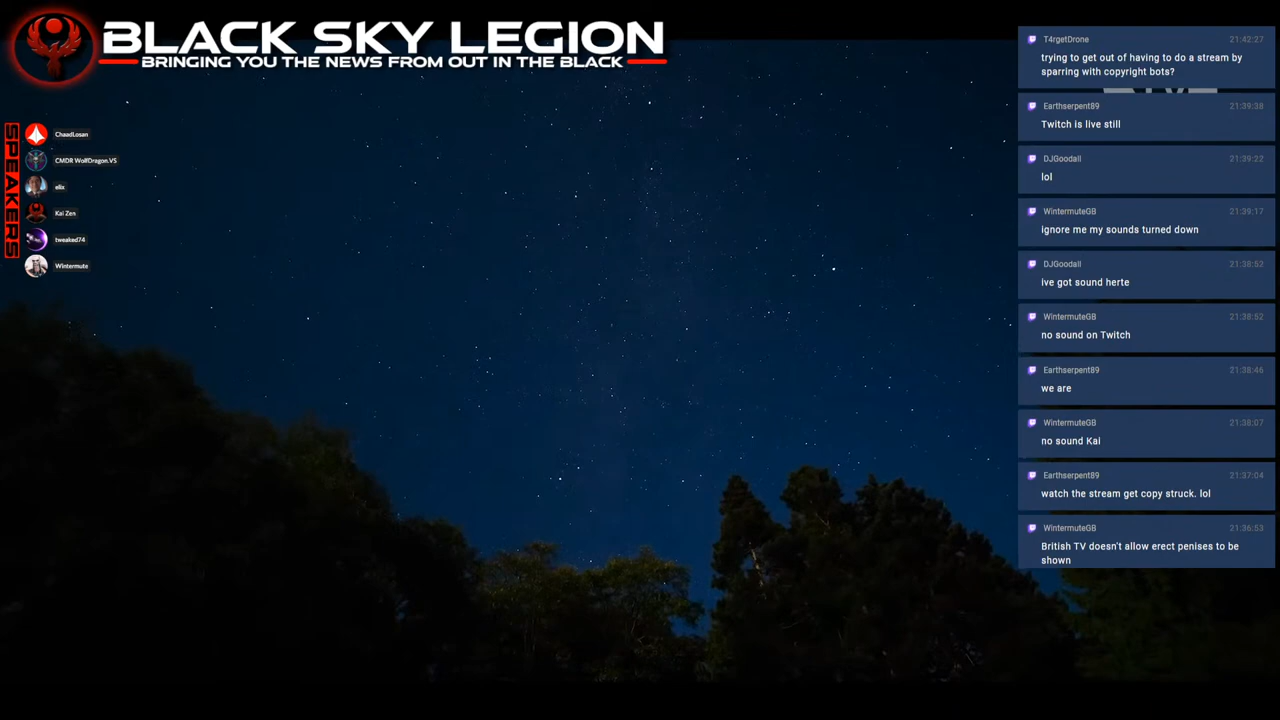 BLACK SKY LEGION
BRINGING YOU THE NEWS FROM OUT IN THE BLACK
SPEAKERS
ChaadLosan
CMDR WolfDragon.VS
elix
Kai Zen
tweaked74
Wintermute
T4rgetDrone 21:42:27
trying to get out of having to do a stream by
sparring with copyright bots?
Earthserpent89 21:39:38
Twitch is live still
DJGoodall 21:39:22
lol
WintermuteGB 21:39:17
ignore me my sounds turned down
DJGoodall 21:38:52
ive got sound herte
WintermuteGB 21:38:52
no sound on Twitch
Earthserpent89 21:38:46
we are
WintermuteGB 21:38:07
no sound Kai
Earthserpent89 21:37:04
watch the stream get copy struck. lol
WintermuteGB 21:36:53
British TV doesn't allow erect penises to be
shown